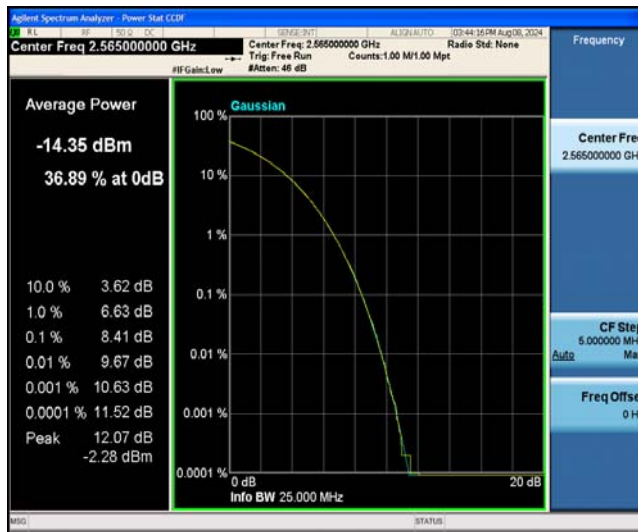 Agilent Spectrum Analyzer - Power Stat CCDF
RL RF 50 Ω DC SENSE:INT ALIGN AUTO 03:44:16 PM Aug 08, 2024
Center Freq 2.565000000 GHz
Center Freq: 2.565000000 GHz Radio Std: None
Trig: Free Run Counts:1.00 M/1.00 Mpt
#IFGain:Low #Atten: 46 dB
Frequency
Average Power
-14.35 dBm
36.89 % at 0dB
10.0 % 3.62 dB
1.0 % 6.63 dB
0.1 % 8.41 dB
0.01 % 9.67 dB
0.001 % 10.63 dB
0.0001 % 11.52 dB
Peak 12.07 dB
-2.28 dBm
Gaussian
100 %
10 %
1 %
0.1 %
0.01 %
0.001 %
0.0001 %
0 dB 20 dB
Info BW 25.000 MHz
Center Fre
2.565000000 GH
CF Step
5.000000 MH
Auto Ma
Freq Offse
0 H
MSG STATUS